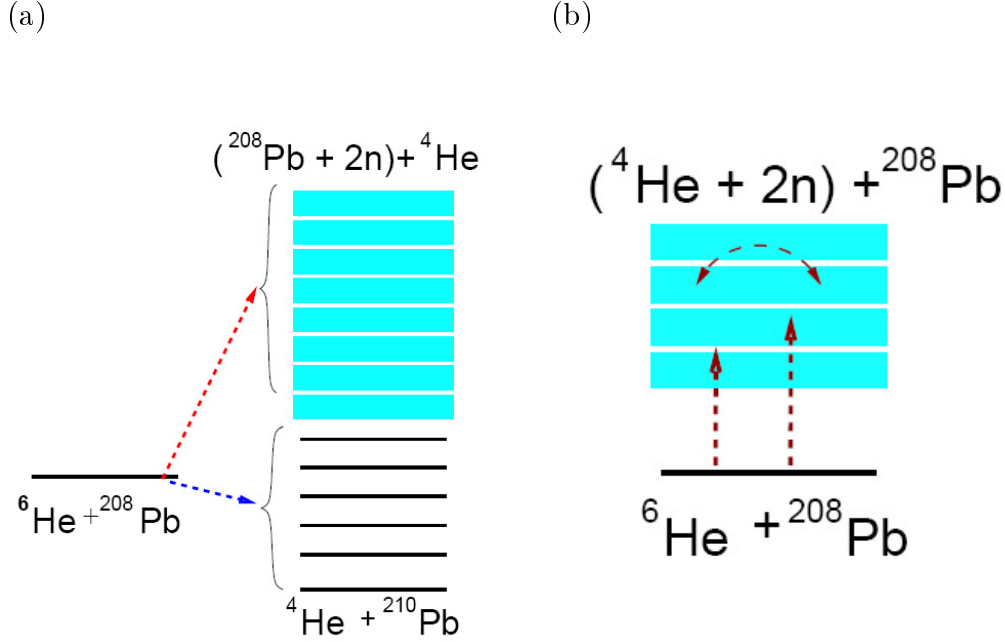 (a)
(b)
(²⁰⁸Pb + 2n)+ ⁴He
⁶He +²⁰⁸Pb
⁴He + ²¹⁰Pb
(⁴He + 2n) +²⁰⁸Pb
⁶He +²⁰⁸Pb